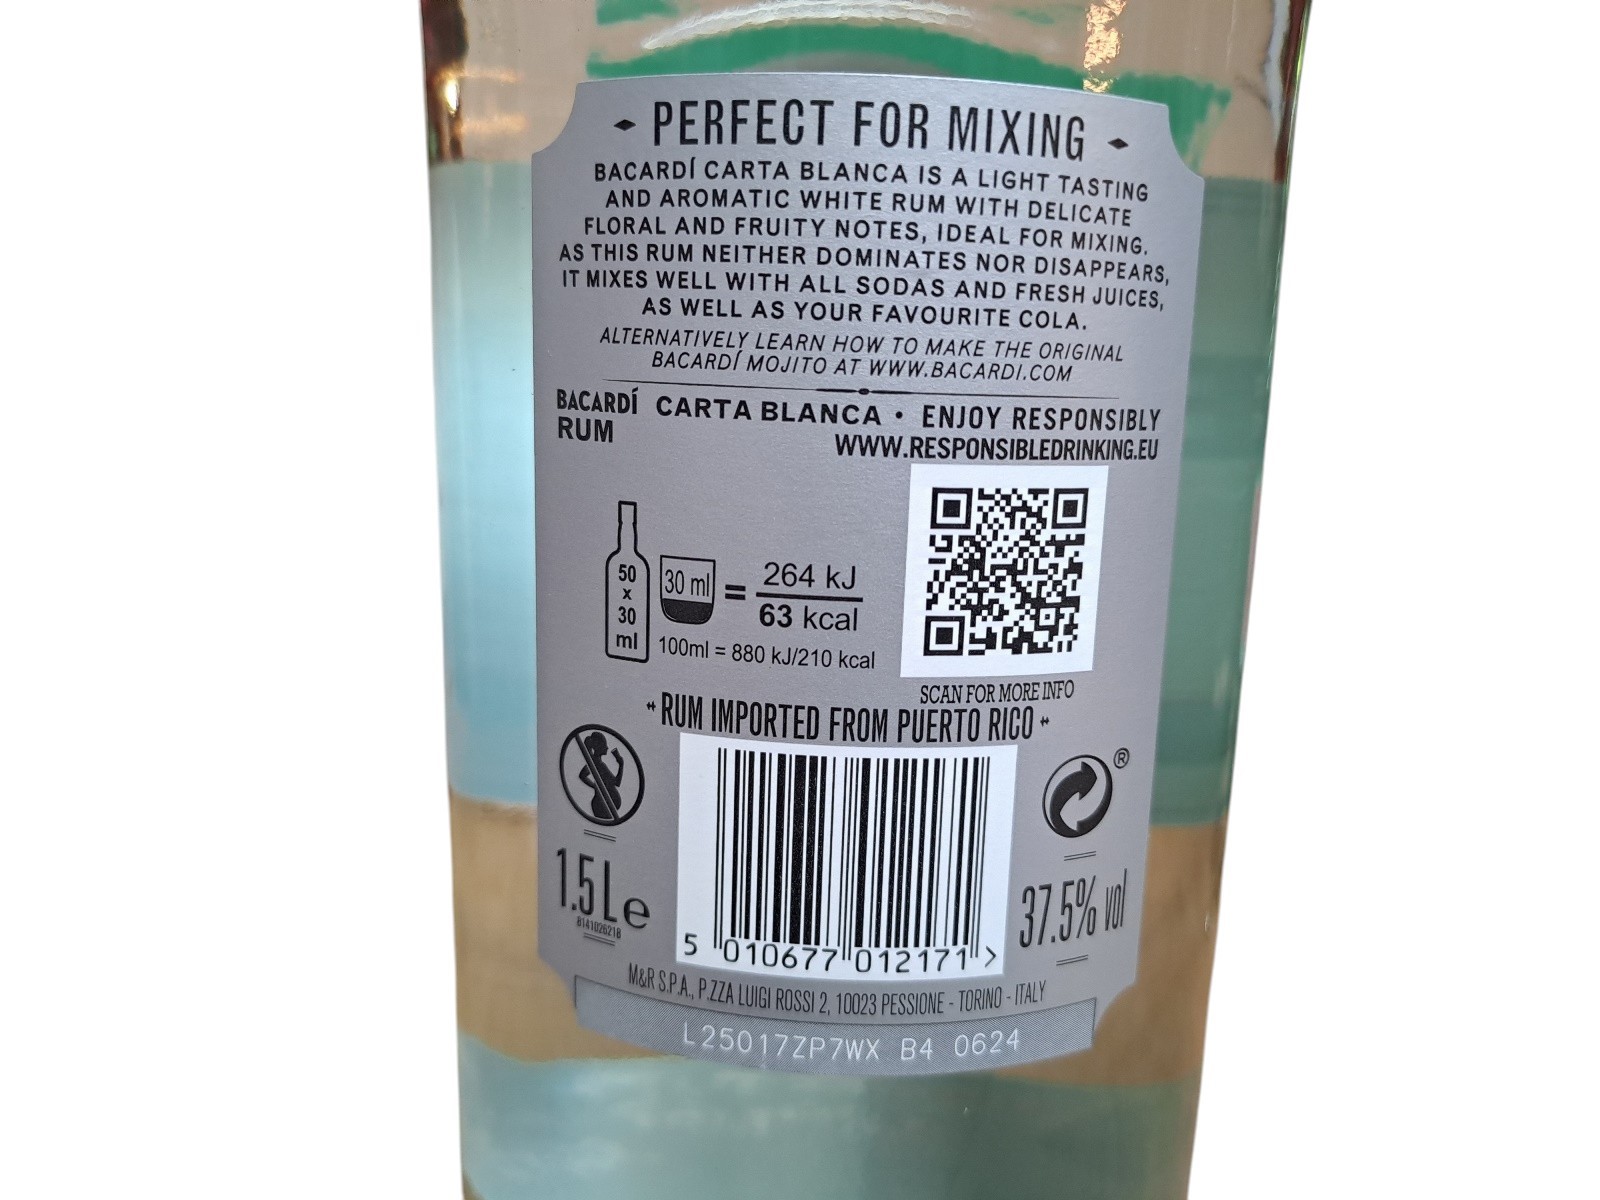 PERFECT FOR MIXING
BACARDÍ CARTA BLANCA IS A LIGHT TASTING
AND AROMATIC WHITE RUM WITH DELICATE
FLORAL AND FRUITY NOTES, IDEAL FOR MIXING.
AS THIS RUM NEITHER DOMINATES NOR DISAPPEARS,
IT MIXES WELL WITH ALL SODAS AND FRESH JUICES,
AS WELL AS YOUR FAVOURITE COLA.
ALTERNATIVELY LEARN HOW TO MAKE THE ORIGINAL
BACARDÍ MOJITO AT WWW.BACARDI.COM
BACARDÍ CARTA BLANCA • ENJOY RESPONSIBLY
RUM WWW.RESPONSIBLEDRINKING.EU
50
x
30
ml
30 ml = 264 kJ
63 kcal
100ml = 880 kJ/210 kcal
SCAN FOR MORE INFO
RUM IMPORTED FROM PUERTO RICO
®
1.5L e
B141026218
37.5% vol
5 010677 012171 >
M&R S.P.A., P.ZZA LUIGI ROSSI 2, 10023 PESSIONE - TORINO - ITALY
L25017ZP7WX B4 0624